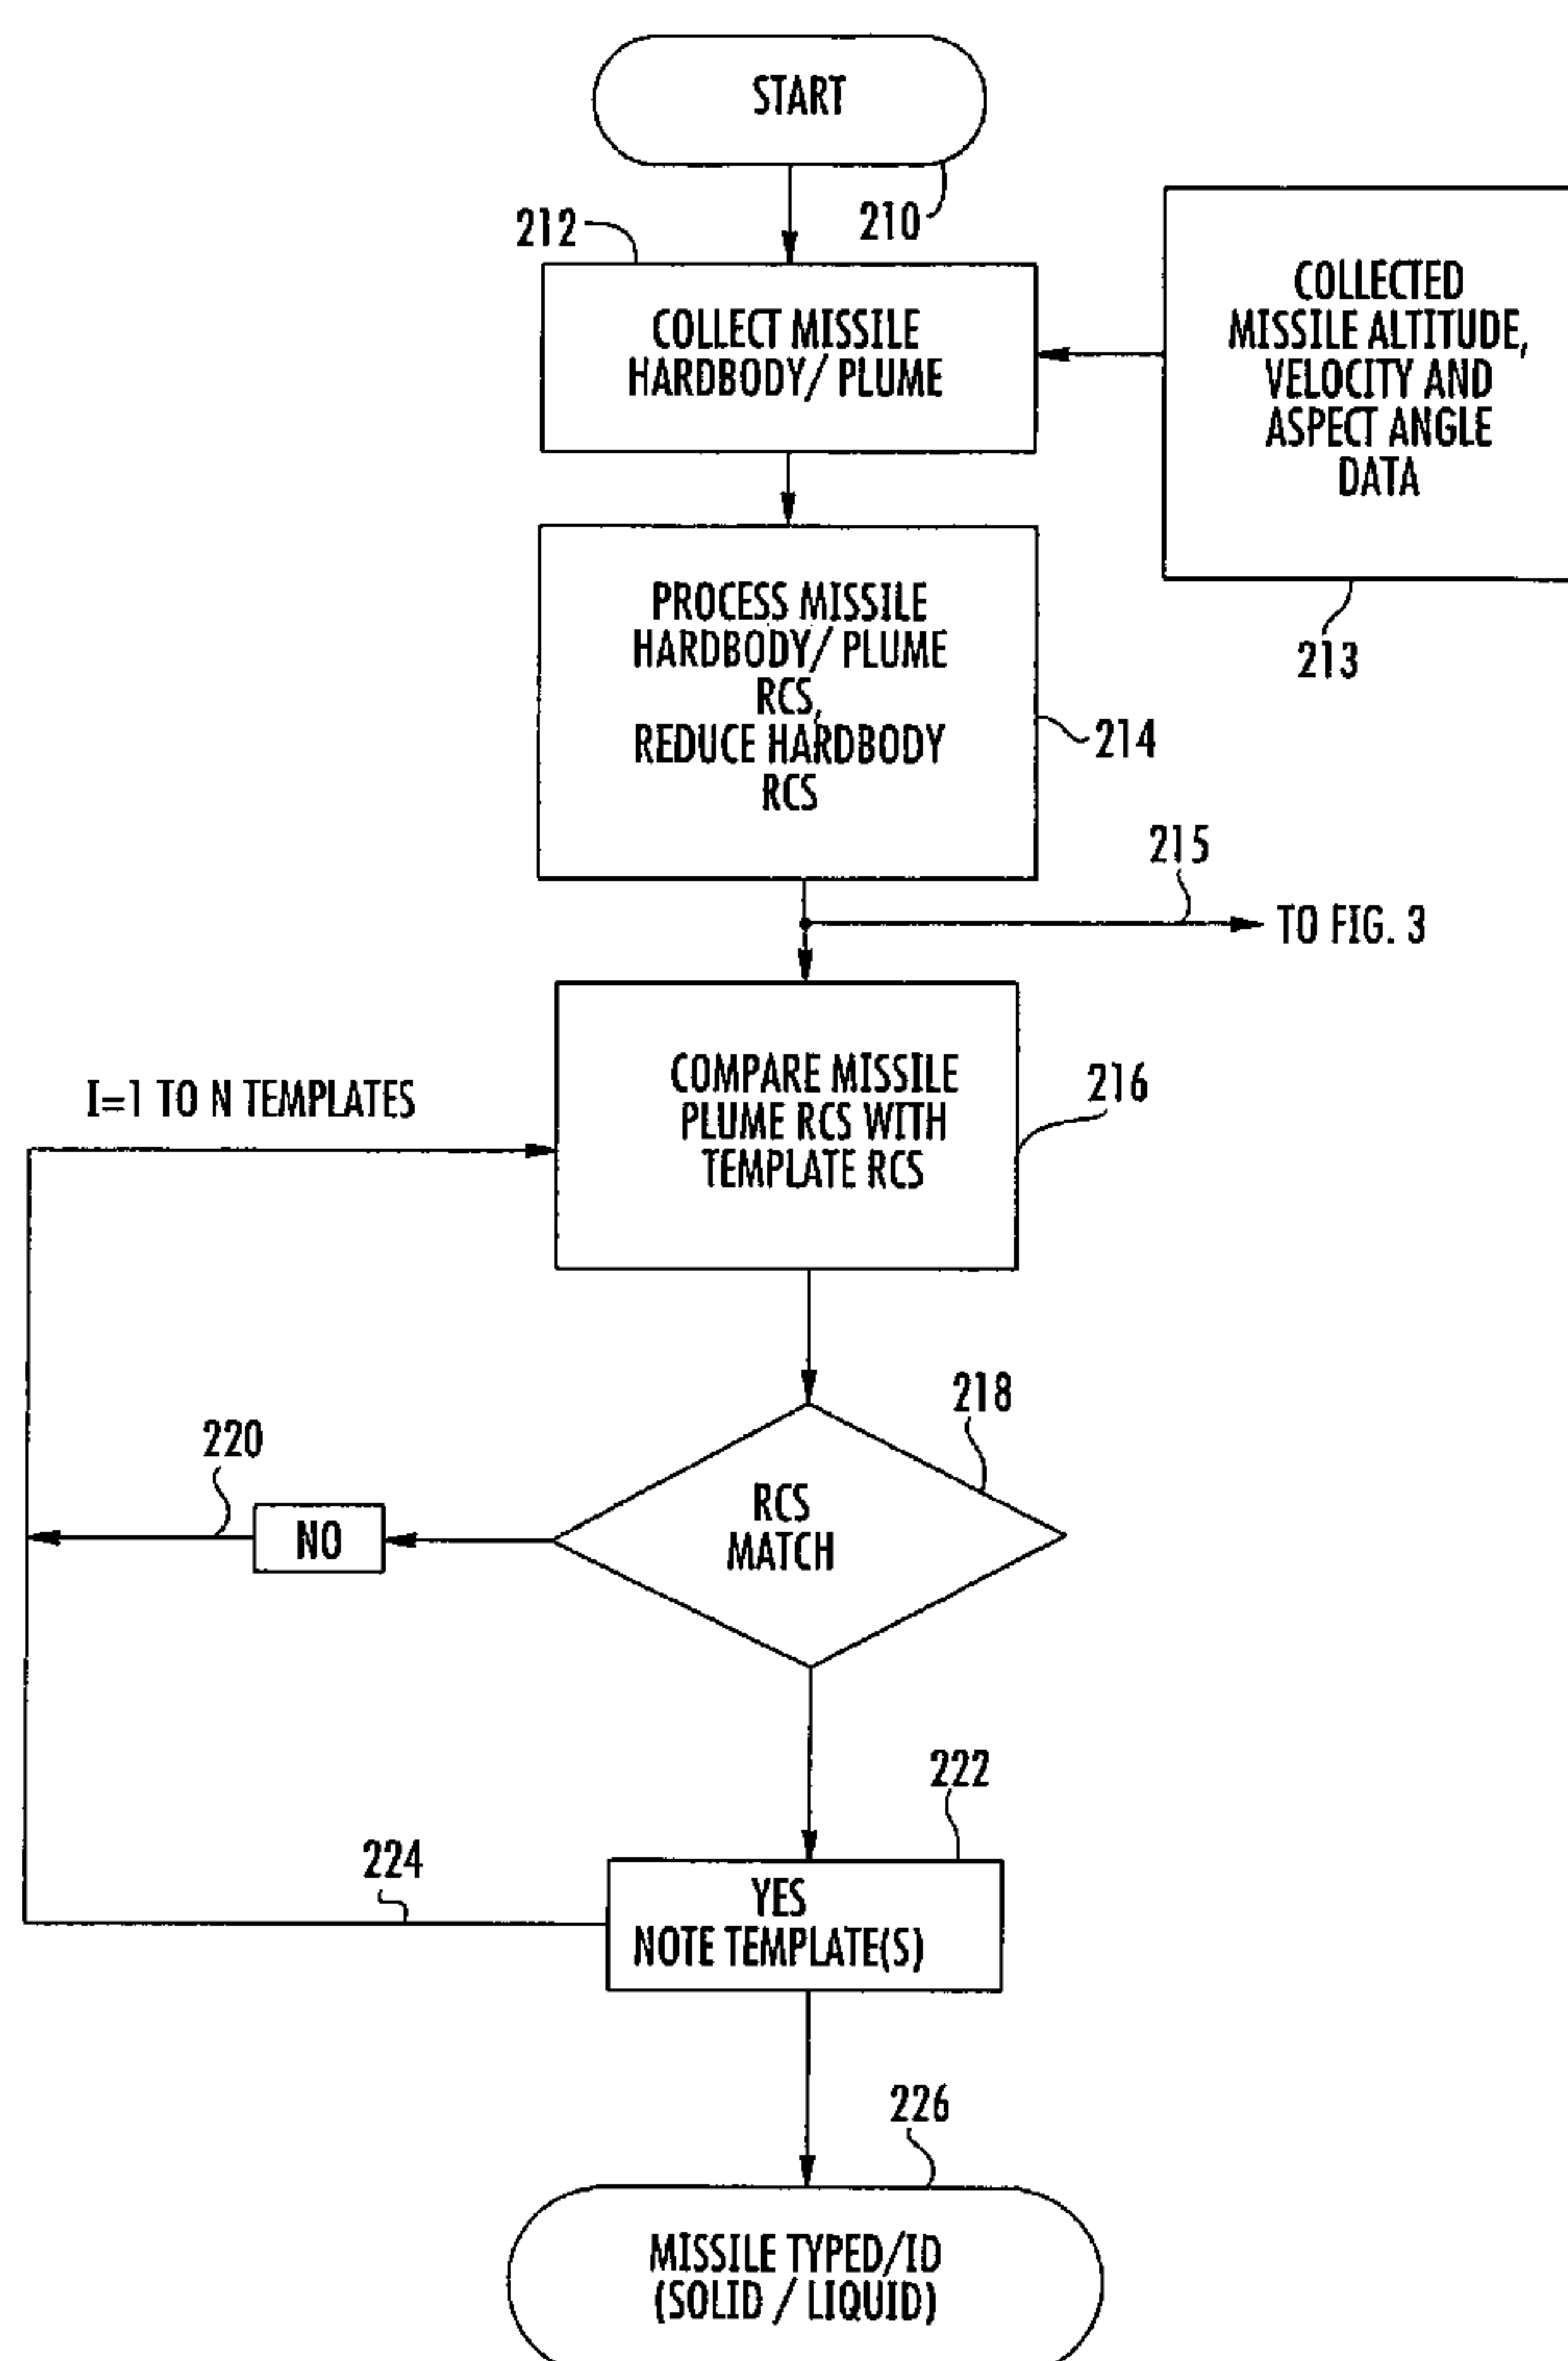 START
210
212
COLLECT MISSILE
HARDBODY/ PLUME
COLLECTED
MISSILE ALTITUDE,
VELOCITY AND
ASPECT ANGLE
DATA
213
PROCESS MISSILE
HARDBODY/ PLUME
RCS,
REDUCE HARDBODY
RCS
214
215
TO FIG. 3
I=1 TO N TEMPLATES
COMPARE MISSILE
PLUME RCS WITH
TEMPLATE RCS
216
218
220
NO
RCS
MATCH
222
224
YES
NOTE TEMPLATE(S)
226
MISSILE TYPED/ID
(SOLID / LIQUID)